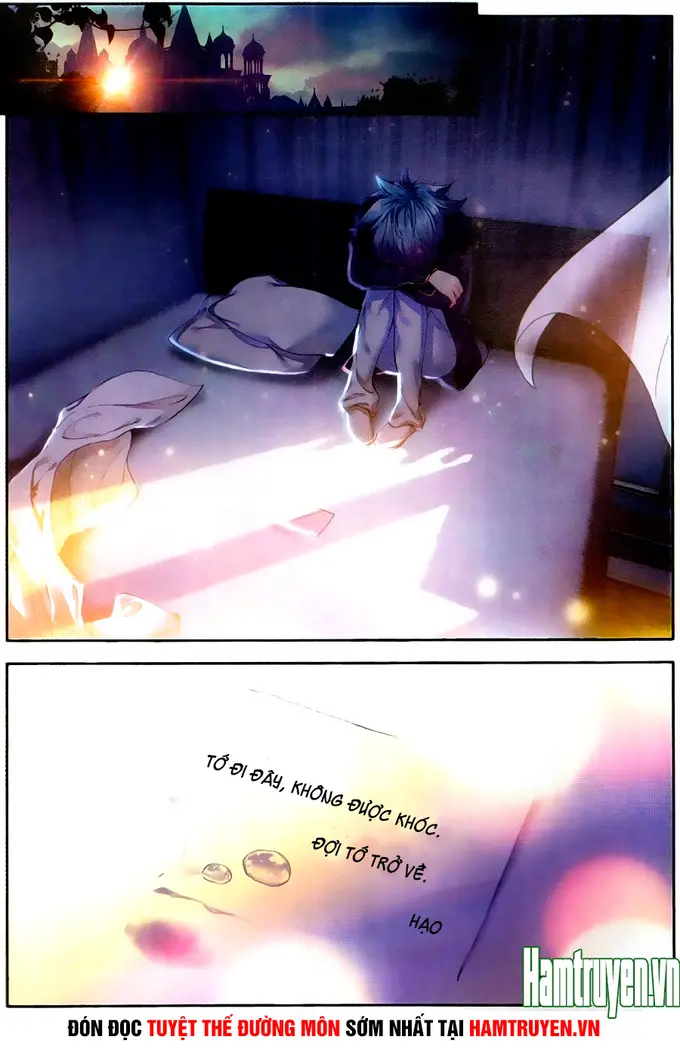 TỚ ĐI ĐÂY, KHÔNG ĐƯỢC KHÓC.
ĐỢI TỚ TRỞ VỀ.
HẠO
Hamtruyen.vn
ĐÓN ĐỌC TUYỆT THẾ ĐƯỜNG MÔN SỚM NHẤT TẠI HAMTRUYEN.VN